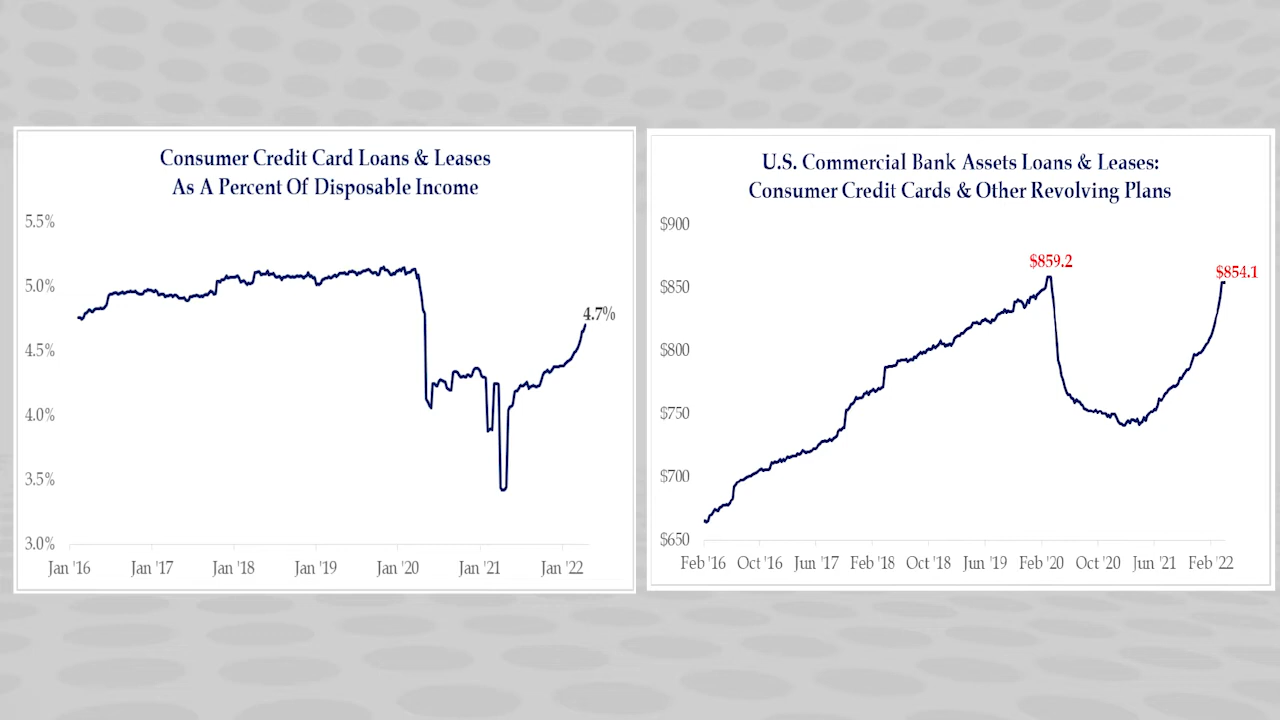 Consumer Credit Card Loans & Leases
As A Percent Of Disposable Income
5.5%
5.0%
4.5%
4.0%
3.5%
3.0%
4.7%
Jan '16 Jan '17 Jan '18 Jan '19 Jan '20 Jan '21 Jan '22
U.S. Commercial Bank Assets Loans & Leases:
Consumer Credit Cards & Other Revolving Plans
$900
$850
$800
$750
$700
$650
$859.2
$854.1
Feb '16 Oct '16 Jun '17 Feb '18 Oct '18 Jun '19 Feb '20 Oct '20 Jun '21 Feb '22